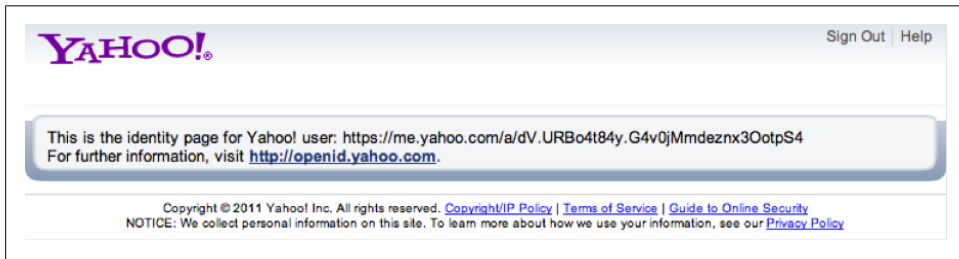 YAHOO!®
Sign Out | Help
This is the identity page for Yahoo! user: https://me.yahoo.com/a/dV.URBo4t84y.G4v0jMmdeznx3OotpS4
For further information, visit http://openid.yahoo.com.
Copyright © 2011 Yahoo! Inc. All rights reserved. Copyright/IP Policy | Terms of Service | Guide to Online Security
NOTICE: We collect personal information on this site. To learn more about how we use your information, see our Privacy Policy